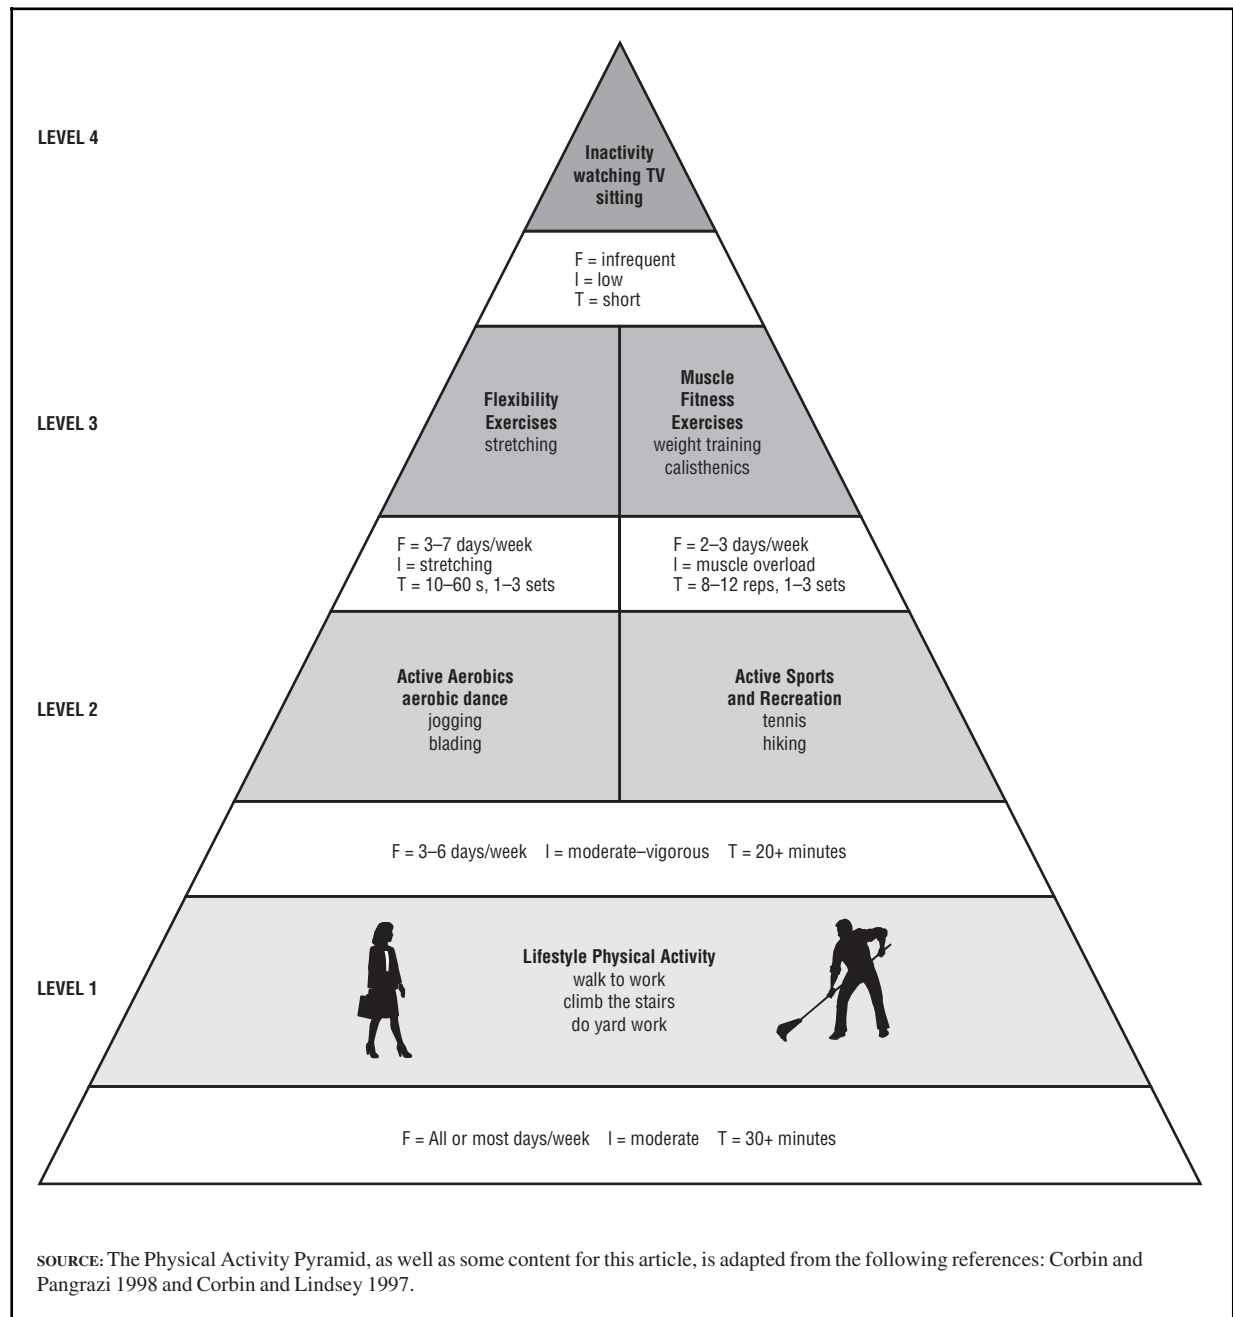 LEVEL 4
Inactivity
watching TV
sitting
F = infrequent
I = low
T = short
LEVEL 3
Flexibility
Exercises
stretching
Muscle
Fitness
Exercises
weight training
calisthenics
F = 3–7 days/week
I = stretching
T = 10–60 s, 1–3 sets
F = 2–3 days/week
I = muscle overload
T = 8–12 reps, 1–3 sets
LEVEL 2
Active Aerobics
aerobic dance
jogging
blading
Active Sports
and Recreation
tennis
hiking
F = 3–6 days/week I = moderate–vigorous T = 20+ minutes
LEVEL 1
Lifestyle Physical Activity
walk to work
climb the stairs
do yard work
F = All or most days/week I = moderate T = 30+ minutes
SOURCE: The Physical Activity Pyramid, as well as some content for this article, is adapted from the following references: Corbin and
Pangrazi 1998 and Corbin and Lindsey 1997.